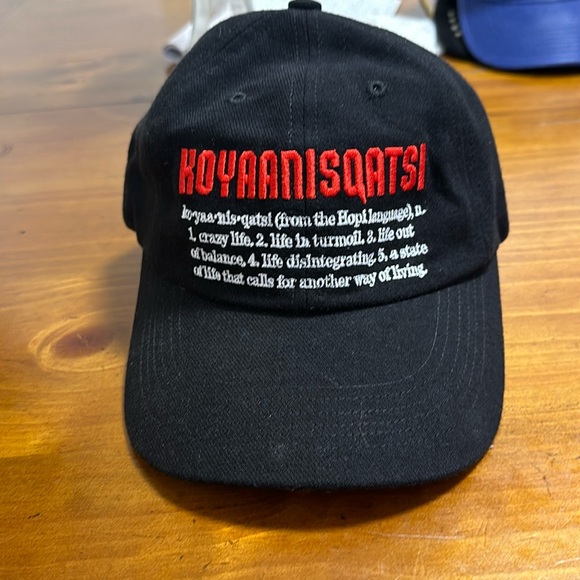 KOYAANISQATSI
ko•yaa•nis•qatsi (from the Hopi language), n.
1. crazy life. 2. life in turmoil. 3. life out
of balance. 4. life disintegrating. 5. a state
of life that calls for another way of living.